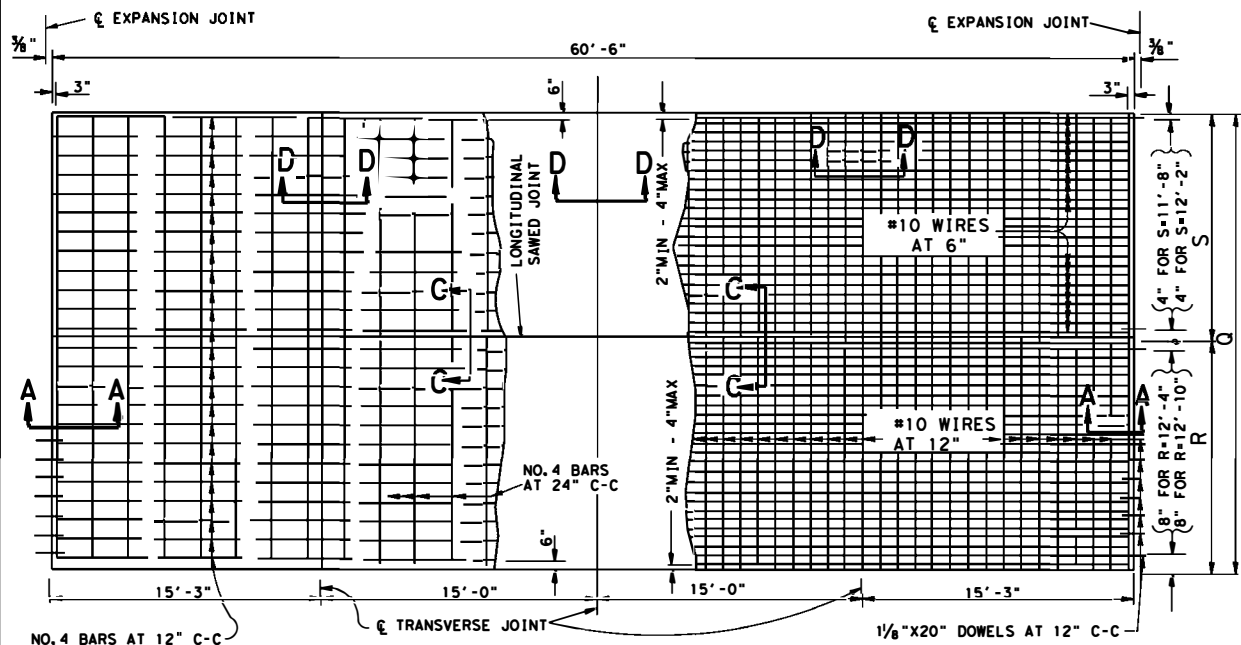 ℄ EXPANSION JOINT
℄ EXPANSION JOINT
⅜"
60'-6"
⅜"
3"
6"
3"
D D
D D
D D
LONGITUDINAL
SAWED JOINT
2"MIN - 4"MAX
#10 WIRES
AT 6"
4" FOR S=11'-8"
4" FOR S=12'-2"
S
Q
C
C
C
C
A A
A A
#10 WIRES
AT 12"
2"MIN - 4"MAX
8" FOR R=12'-4"
8" FOR R=12'-10"
R
NO. 4 BARS
AT 24" C-C
6"
15'-3"
15'-0"
15'-0"
15'-3"
NO. 4 BARS AT 12" C-C
℄ TRANSVERSE JOINT
1⅛"X20" DOWELS AT 12" C-C